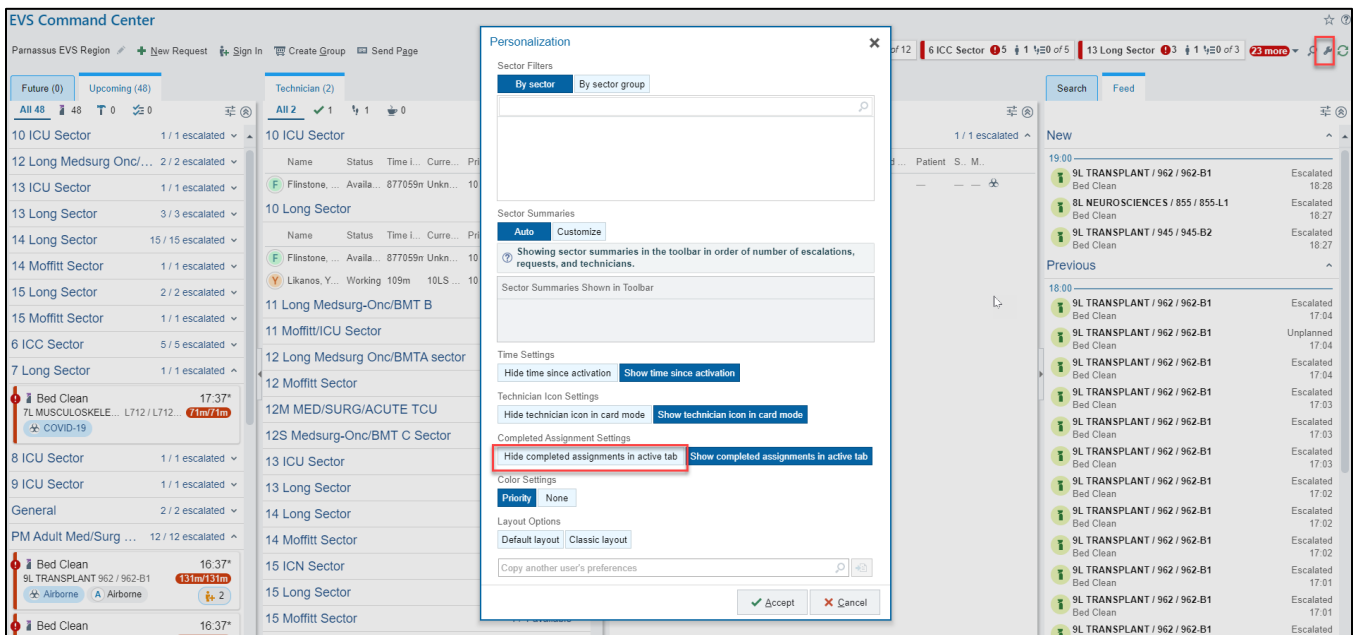 EVS Command Center
Parnassus EVS Region New Request Sign In Create Group Send Page
of 12 6 ICC Sector 5 1 0 of 5 13 Long Sector 3 1 0 of 3 23 more
Future (0) Upcoming (48)
All 48 48 0 0
10 ICU Sector 1 / 1 escalated
12 Long Medsurg Onc/... 2 / 2 escalated
13 ICU Sector 1 / 1 escalated
13 Long Sector 3 / 3 escalated
14 Long Sector 15 / 15 escalated
14 Moffitt Sector 1 / 1 escalated
15 Long Sector 2 / 2 escalated
15 Moffitt Sector 1 / 1 escalated
6 ICC Sector 5 / 5 escalated
7 Long Sector 1 / 1 escalated
Bed Clean 17:37*
7L MUSCULOSKELE... L712 / L712... 71m/71m
COVID-19
8 ICU Sector 1 / 1 escalated
9 ICU Sector 1 / 1 escalated
General 2 / 2 escalated
PM Adult Med/Surg ... 12 / 12 escalated
Bed Clean 16:37*
9L TRANSPLANT 962 / 962-B1 131m/131m
Airborne A Airborne 2
Bed Clean 16:37*
Technician (2)
All 2 1 1 0
10 ICU Sector
Name Status Time i... Curre... Pri
F Flinstone, ... Availa... 877059m Unkn... 10
10 Long Sector
Name Status Time i... Curre... Pri
F Flinstone, ... Availa... 877059m Unkn... 10
Y Likanos, Y... Working 109m 10LS ... 10
11 Long Medsurg-Onc/BMT B
11 Moffitt/ICU Sector
12 Long Medsurg Onc/BMTA sector
12 Moffitt Sector
12M MED/SURG/ACUTE TCU
12S Medsurg-Onc/BMT C Sector
13 ICU Sector
13 Long Sector
14 Long Sector
14 Moffitt Sector
15 ICN Sector
15 Long Sector
15 Moffitt Sector
Personalization
Sector Filters
By sector By sector group
Sector Summaries
Auto Customize
Showing sector summaries in the toolbar in order of number of escalations,
requests, and technicians.
Sector Summaries Shown in Toolbar
Time Settings
Hide time since activation Show time since activation
Technician Icon Settings
Hide technician icon in card mode Show technician icon in card mode
Completed Assignment Settings
Hide completed assignments in active tab Show completed assignments in active tab
Color Settings
Priority None
Layout Options
Default layout Classic layout
Copy another user's preferences
Accept Cancel
1 / 1 escalated
Patient S... M...
Search Feed
New
19:00
9L TRANSPLANT / 962 / 962-B1 Escalated
Bed Clean 18:28
8L NEUROSCIENCES / 855 / 855-L1 Escalated
Bed Clean 18:27
9L TRANSPLANT / 945 / 945-B2 Escalated
Bed Clean 18:27
Previous
18:00
9L TRANSPLANT / 962 / 962-B1 Escalated
Bed Clean 17:04
9L TRANSPLANT / 962 / 962-B1 Unplanned
Bed Clean 17:04
9L TRANSPLANT / 962 / 962-B1 Escalated
Bed Clean 17:04
9L TRANSPLANT / 962 / 962-B1 Escalated
Bed Clean 17:03
9L TRANSPLANT / 962 / 962-B1 Escalated
Bed Clean 17:03
9L TRANSPLANT / 962 / 962-B1 Escalated
Bed Clean 17:03
9L TRANSPLANT / 962 / 962-B1 Escalated
Bed Clean 17:02
9L TRANSPLANT / 962 / 962-B1 Escalated
Bed Clean 17:02
9L TRANSPLANT / 962 / 962-B1 Escalated
Bed Clean 17:02
9L TRANSPLANT / 962 / 962-B1 Escalated
Bed Clean 17:01
9L TRANSPLANT / 962 / 962-B1 Escalated
Bed Clean 17:01
9L TRANSPLANT / 962 / 962-B1 Escalated